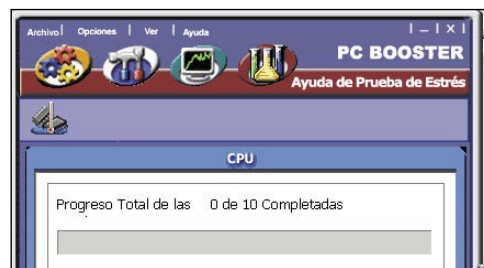 Archivo | Opciones | Ver | Ayuda
PC BOOSTER
Ayuda de Prueba de Estrés
CPU
Progreso Total de las 0 de 10 Completadas